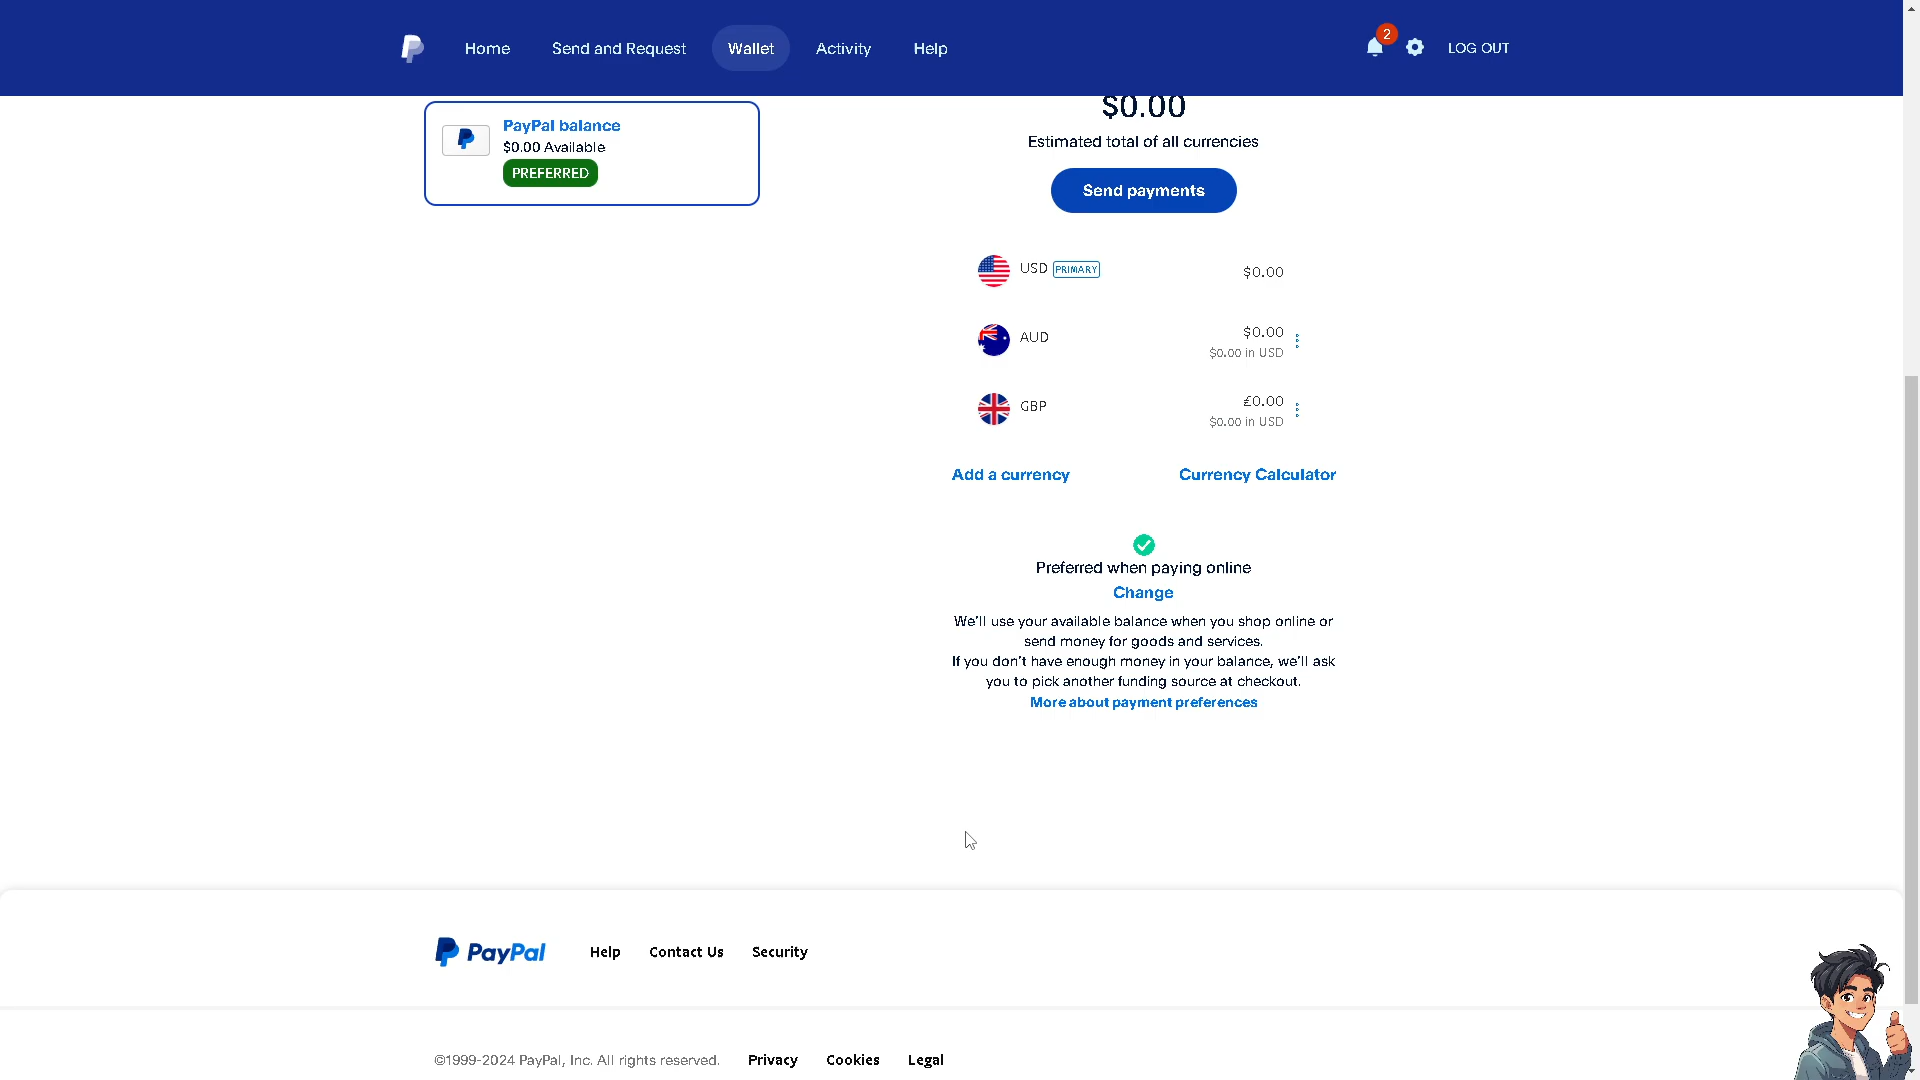 Home
Send and Request
Wallet
Activity
Help
2
LOG OUT
PayPal balance
$0.00 Available
PREFERRED
$0.00
Estimated total of all currencies
Send payments
USD PRIMARY
$0.00
AUD
$0.00
$0.00 in USD
GBP
£0.00
$0.00 in USD
Add a currency
Currency Calculator
Preferred when paying online
Change
We'll use your available balance when you shop online or
send money for goods and services.
If you don't have enough money in your balance, we'll ask
you to pick another funding source at checkout.
More about payment preferences
PayPal
Help
Contact Us
Security
©1999-2024 PayPal, Inc. All rights reserved.
Privacy
Cookies
Legal